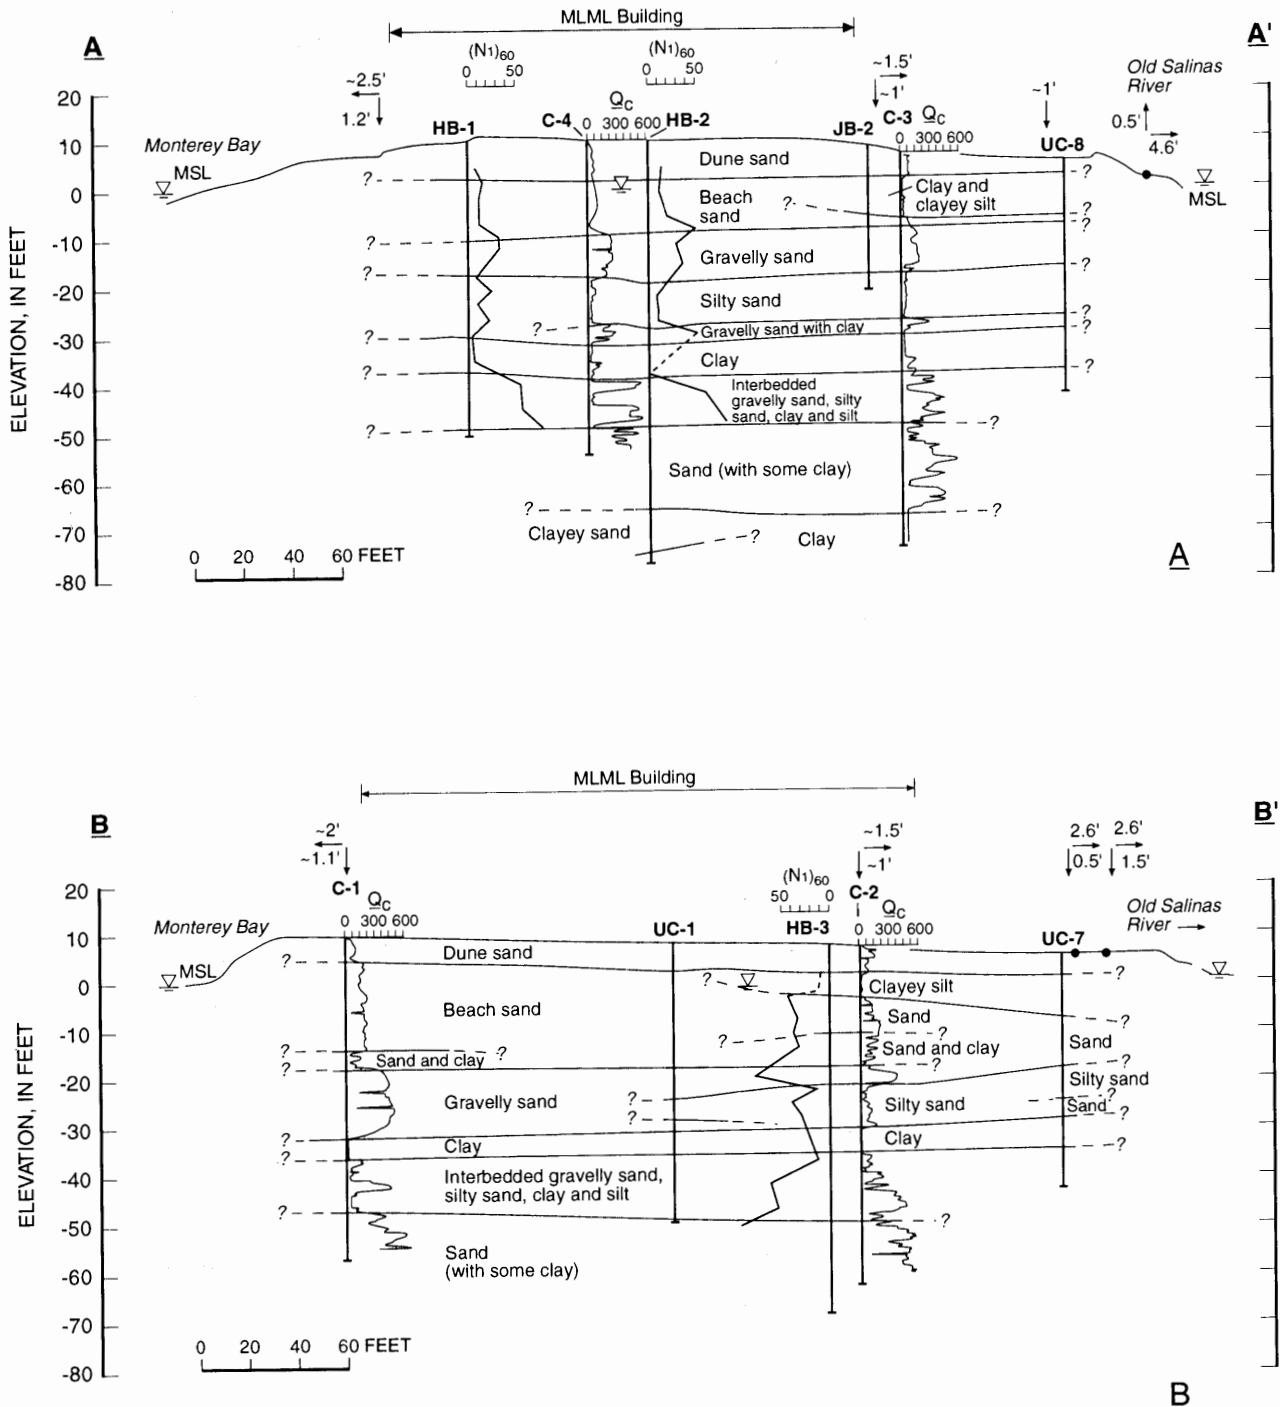 MLML Building
A
A'
(N1)60
(N1)60
0 50
0 50
~2.5'
1.2'
~1.5'
~1'
~1'
Old Salinas
River
0.5'
4.6'
HB-1
C-4
Qc
0 300 600
HB-2
JB-2
C-3
Qc
0 300 600
UC-8
Monterey Bay
MSL
MSL
20
10
0
-10
-20
-30
-40
-50
-60
-70
-80
ELEVATION, IN FEET
Dune sand
?
?
Beach
sand
?
Clay and
clayey silt
?
?
?
Gravelly sand
?
?
Silty sand
?
?
Gravelly sand with clay
?
?
Clay
?
?
Interbedded
gravelly sand, silty
sand, clay and silt
?
?
Sand (with some clay)
?
?
Clayey sand
?
Clay
0 20 40 60 FEET
A
MLML Building
B
B'
~2'
~1.1'
~1.5'
~1'
2.6'
0.5'
2.6'
1.5'
(N1)60
50 0
C-1
Qc
0 300 600
UC-1
HB-3
C-2
Qc
0 300 600
UC-7
Old Salinas
River
Monterey Bay
MSL
20
10
0
-10
-20
-30
-40
-50
-60
-70
-80
ELEVATION, IN FEET
Dune sand
?
?
?
Clayey silt
Beach sand
Sand
?
?
?
Sand
?
?
Sand and clay
Sand and clay
?
?
?
Silty sand
Gravelly sand
?
Silty sand
?
Sand
?
?
?
Clay
Clay
?
?
Interbedded gravelly sand,
silty sand, clay and silt
?
?
Sand
(with some clay)
0 20 40 60 FEET
B